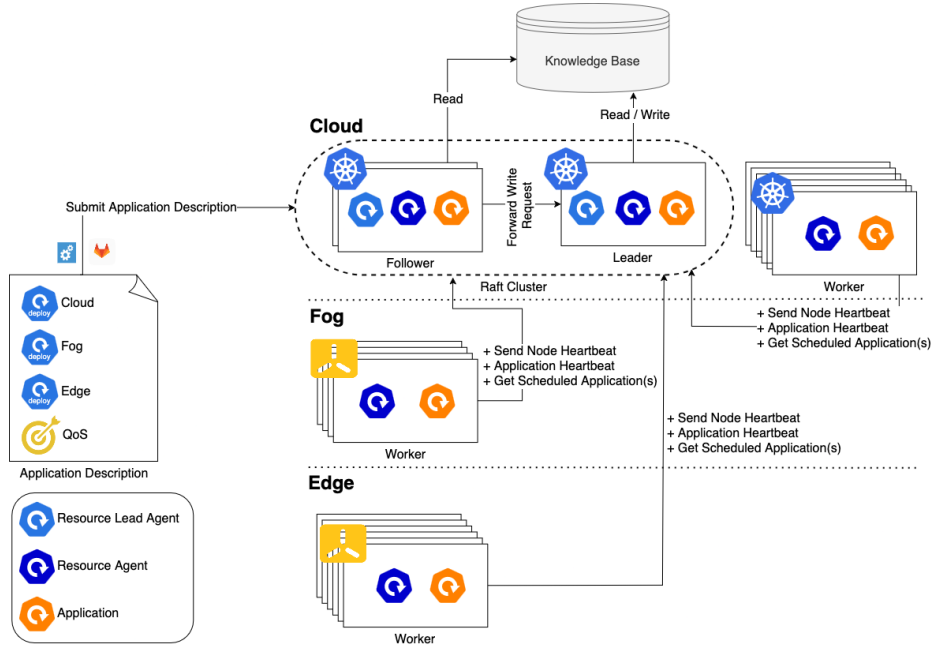 Knowledge Base
Read
Read / Write
Cloud
Submit Application Description
Forward Write
Request
Follower
Leader
Worker
Raft Cluster
+ Send Node Heartbeat
+ Application Heartbeat
+ Get Scheduled Application(s)
Cloud
deploy
Fog
deploy
Edge
deploy
QoS
Application Description
Fog
+ Send Node Heartbeat
+ Application Heartbeat
+ Get Scheduled Application(s)
Worker
+ Send Node Heartbeat
+ Application Heartbeat
+ Get Scheduled Application(s)
Edge
Worker
Resource Lead Agent
Resource Agent
Application